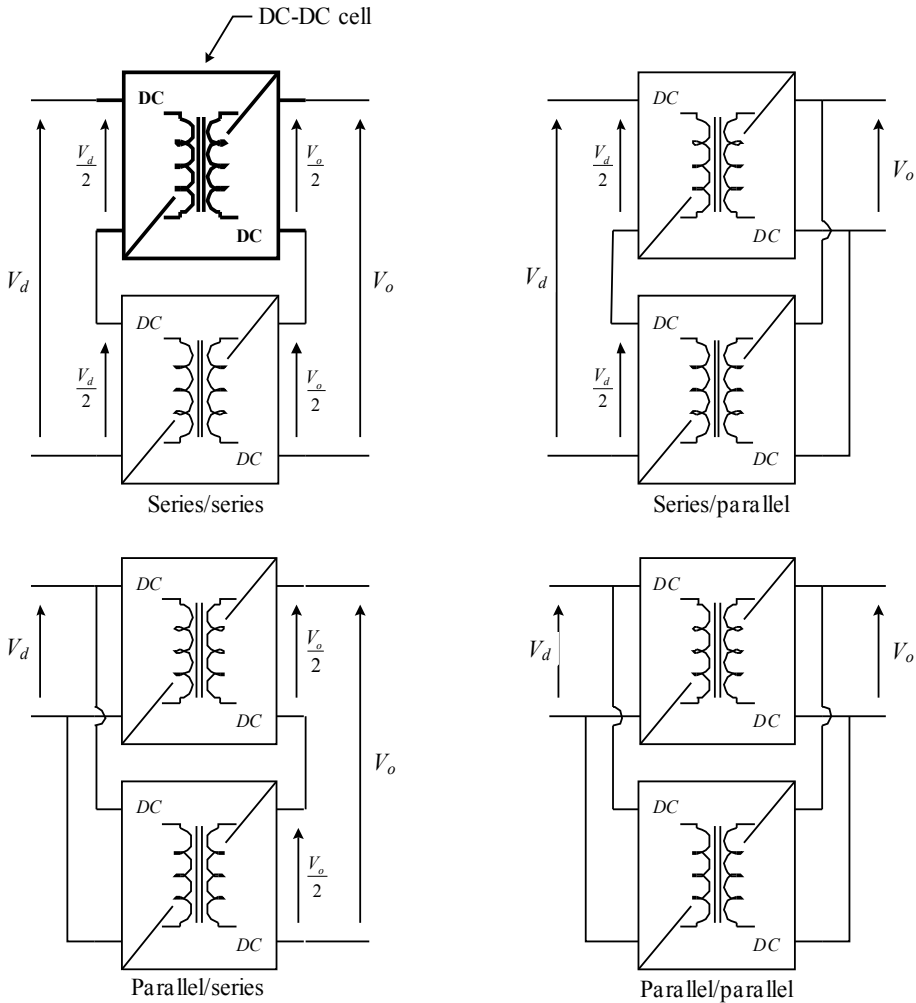 DC-DC cell
DC
V_d/2
V_o/2
DC
V_d
V_o
DC
V_d/2
V_o/2
DC
Series/series
DC
V_d/2
V_o
DC
V_d
DC
V_d/2
DC
Series/parallel
DC
V_d
V_o/2
DC
V_o
DC
V_o/2
DC
Parallel/series
DC
V_d
V_o
DC
DC
DC
Parallel/parallel